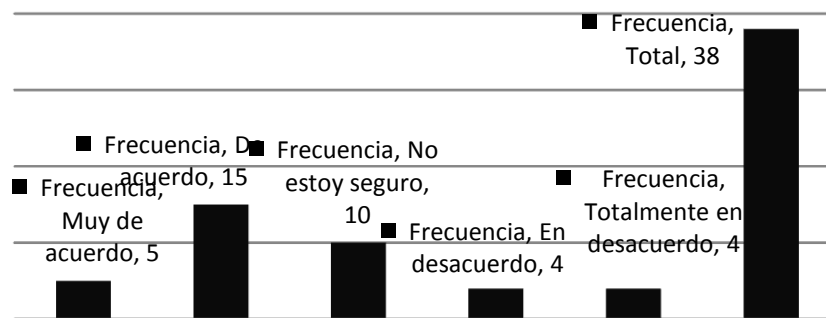 Frecuencia,
Muy de
acuerdo, 5
Frecuencia, De
acuerdo, 15
Frecuencia, No
estoy seguro,
10
Frecuencia, En
desacuerdo, 4
Frecuencia,
Totalmente en
desacuerdo, 4
Frecuencia,
Total, 38